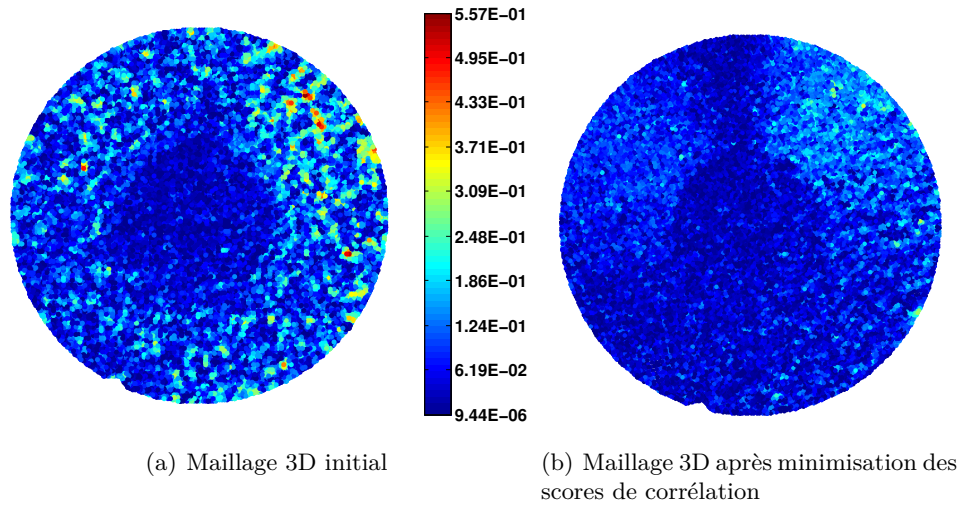 5.57E−01
4.95E−01
4.33E−01
3.71E−01
3.09E−01
2.48E−01
1.86E−01
1.24E−01
6.19E−02
9.44E−06
(a) Maillage 3D initial
(b) Maillage 3D après minimisation des
scores de corrélation